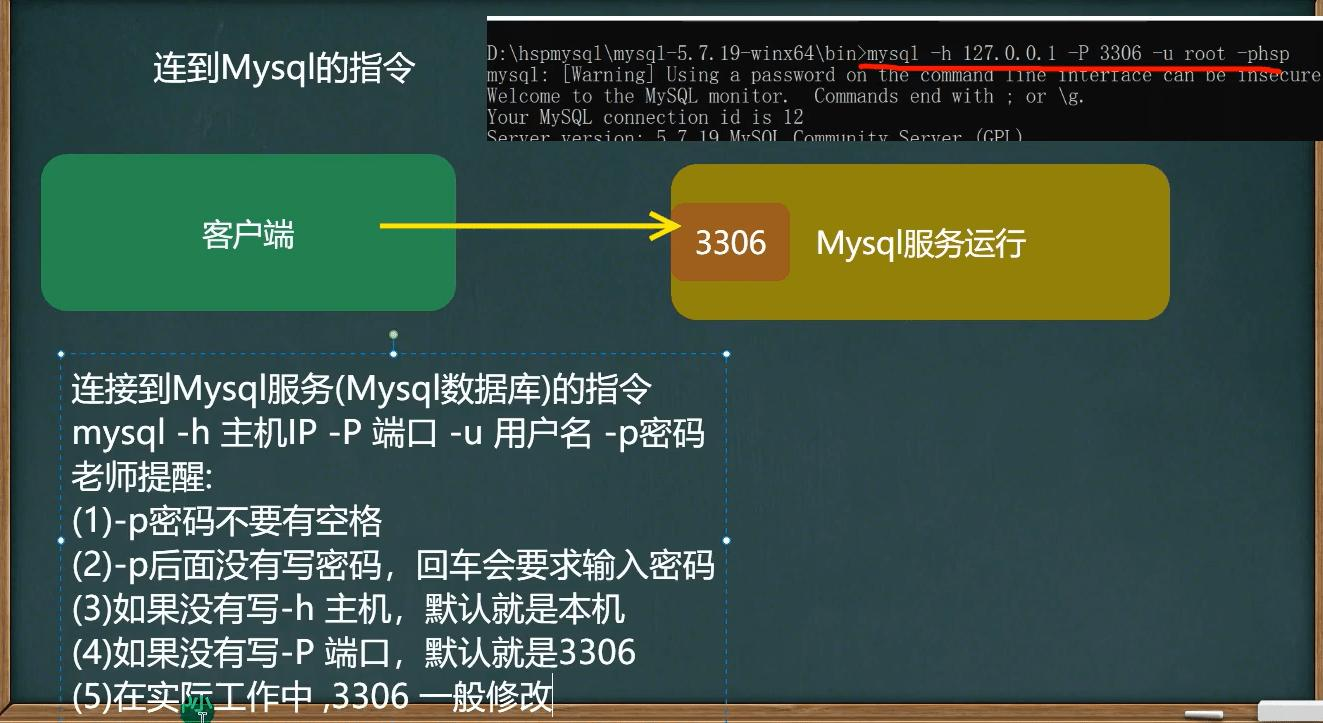 连到Mysql的指令
D:\hspmysql\mysql-5.7.19-winx64\bin>mysql -h 127.0.0.1 -P 3306 -u root -phsp
mysql: [Warning] Using a password on the command line interface can be insecure
Welcome to the MySQL monitor.  Commands end with ; or \g.
Your MySQL connection id is 12
Server version: 5.7.19 MySQL Community Server (GPL)
客户端
3306
Mysql服务运行
连接到Mysql服务(Mysql数据库)的指令
mysql -h 主机IP -P 端口 -u 用户名 -p密码
老师提醒:
(1)-p密码不要有空格
(2)-p后面没有写密码，回车会要求输入密码
(3)如果没有写-h 主机，默认就是本机
(4)如果没有写-P 端口，默认就是3306
(5)在实际工作中 ,3306 一般修改